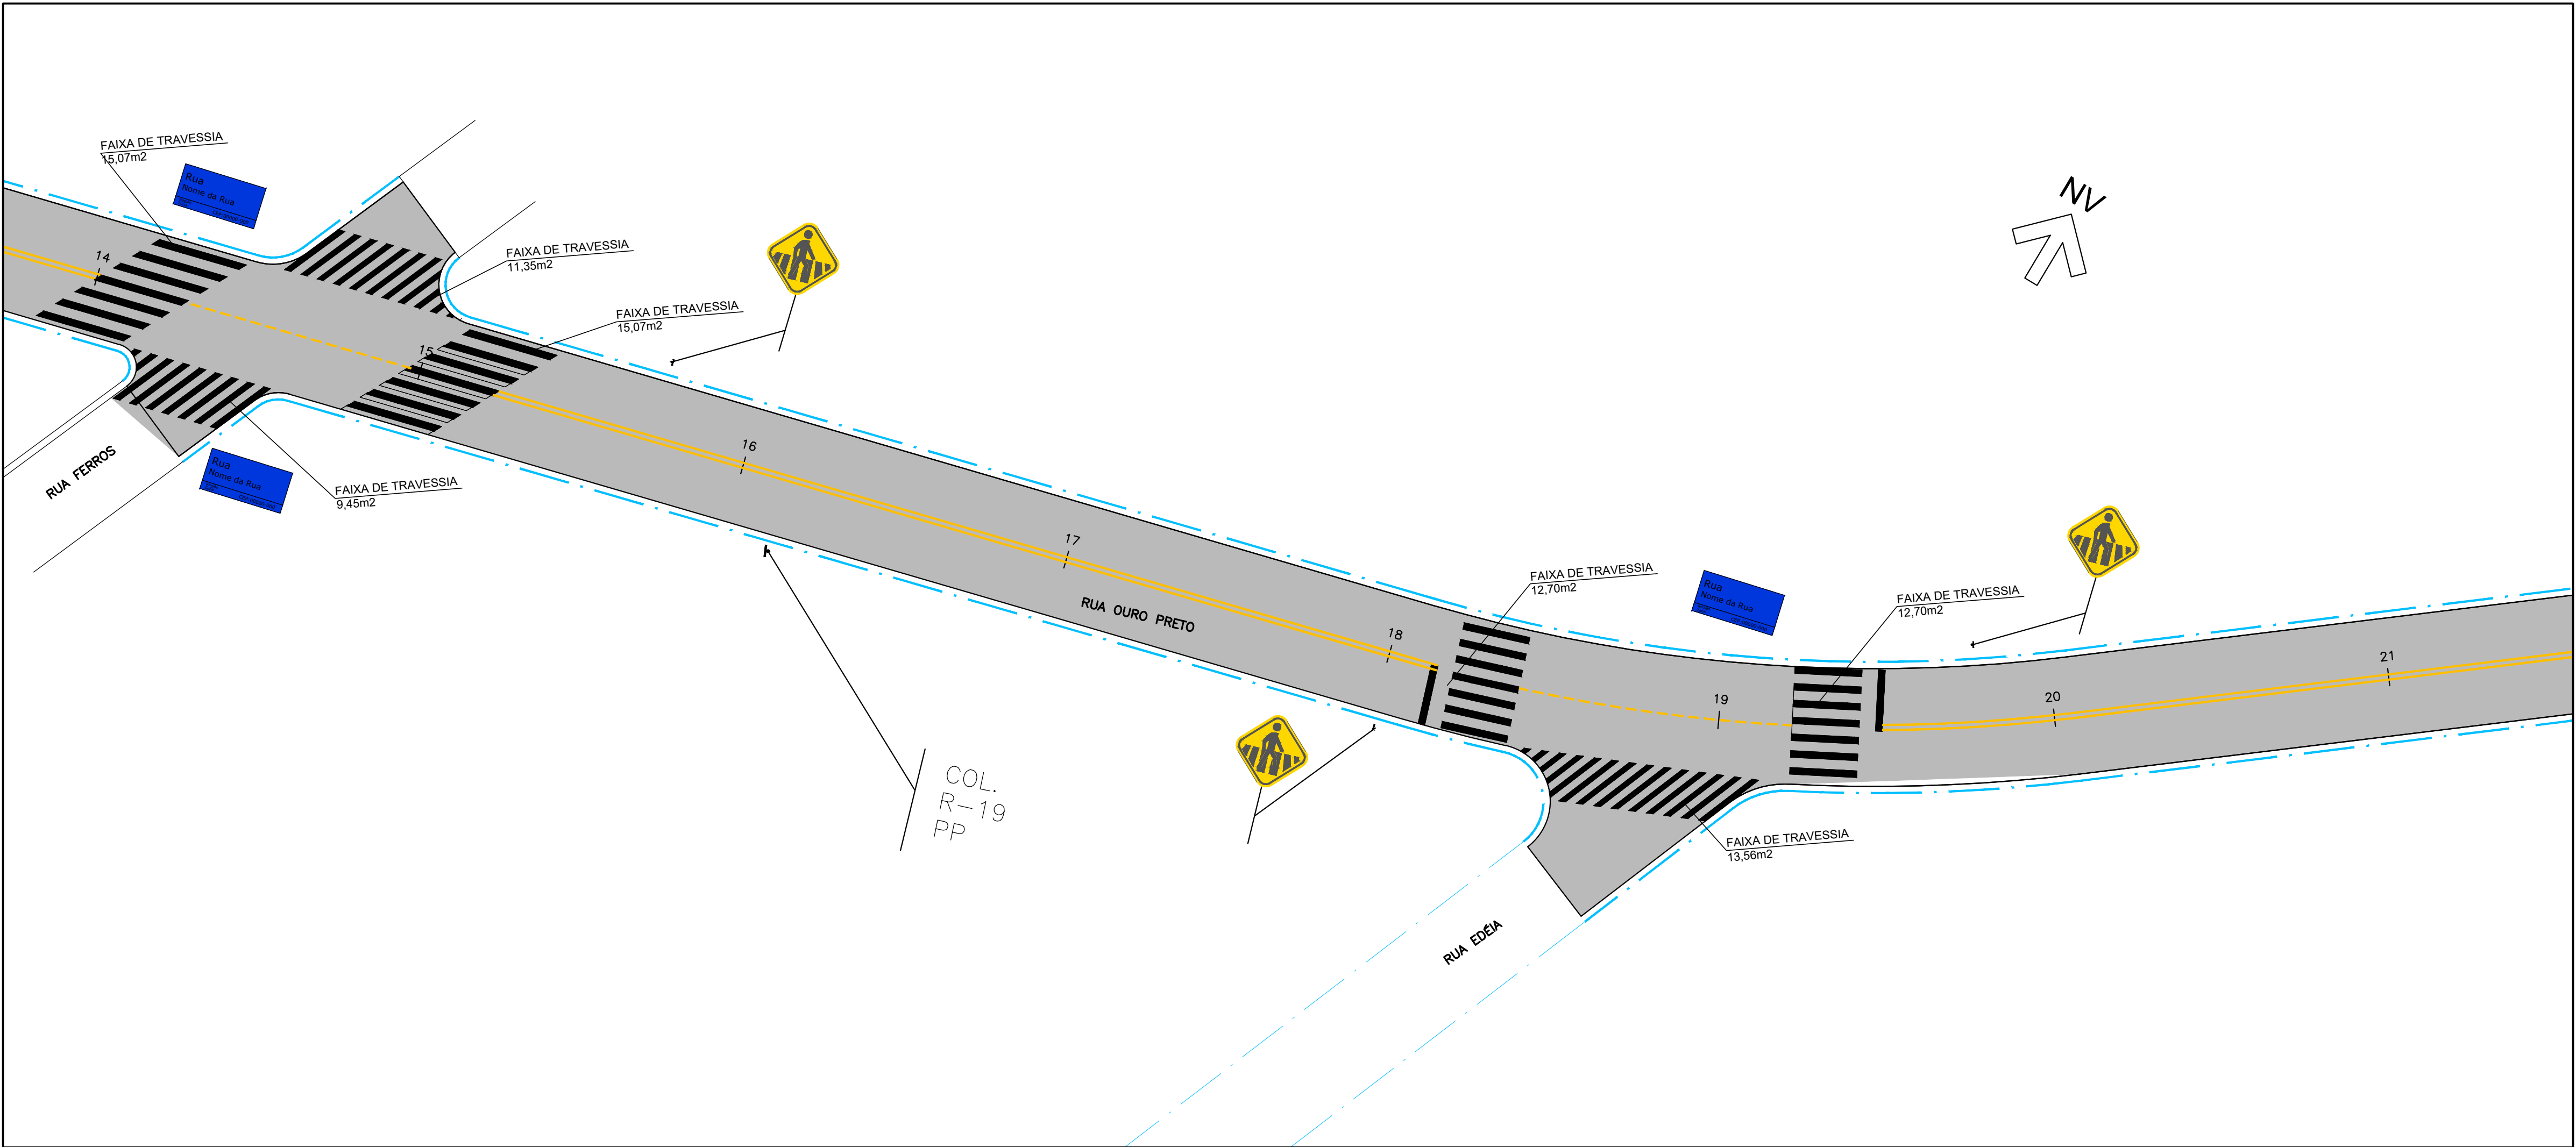 FAIXA DE TRAVESSIA
15,07m2
Rua
Nome da Rua
NV
FAIXA DE TRAVESSIA
11,35m2
14
FAIXA DE TRAVESSIA
15,07m2
15
RUA FERROS
Rua
Nome da Rua
FAIXA DE TRAVESSIA
9,45m2
16
17
RUA OURO PRETO
18
FAIXA DE TRAVESSIA
12,70m2
Rua
Nome da Rua
FAIXA DE TRAVESSIA
12,70m2
19
20
21
COL.
R-19
PP
FAIXA DE TRAVESSIA
13,56m2
RUA EDÉIA